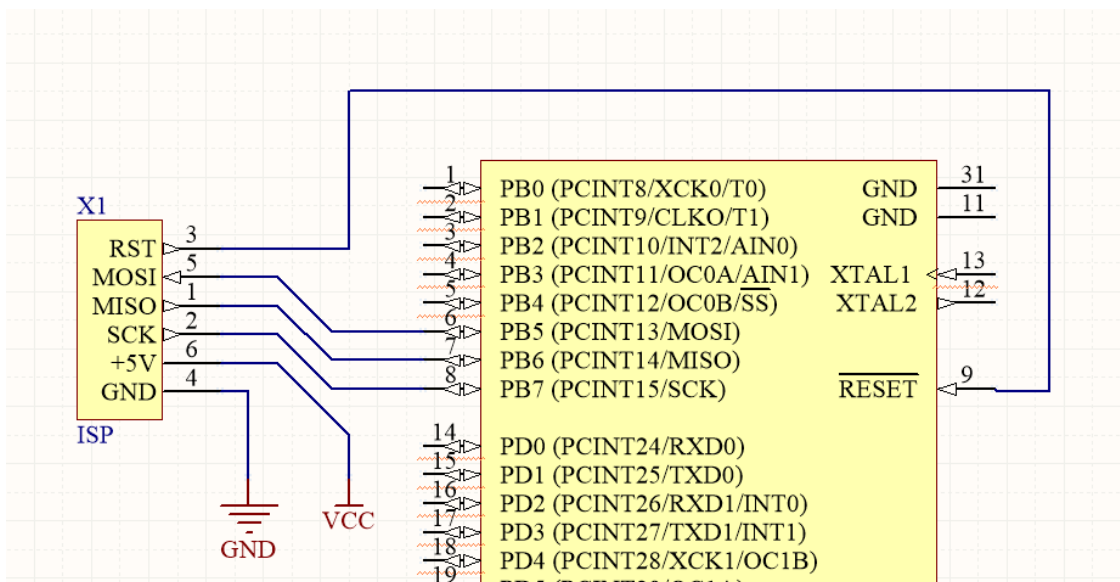 X1
RST 3
MOSI 5
MISO 1
SCK 2
+5V 6
GND 4
ISP
GND
VCC
1 PB0 (PCINT8/XCK0/T0) GND 31
2 PB1 (PCINT9/CLKO/T1) GND 11
3 PB2 (PCINT10/INT2/AIN0)
4 PB3 (PCINT11/OC0A/AIN1) XTAL1 13
5 PB4 (PCINT12/OC0B/SS) XTAL2 12
6 PB5 (PCINT13/MOSI)
7 PB6 (PCINT14/MISO)
8 PB7 (PCINT15/SCK) RESET 9
14 PD0 (PCINT24/RXD0)
15 PD1 (PCINT25/TXD0)
16 PD2 (PCINT26/RXD1/INT0)
17 PD3 (PCINT27/TXD1/INT1)
18 PD4 (PCINT28/XCK1/OC1B)
19